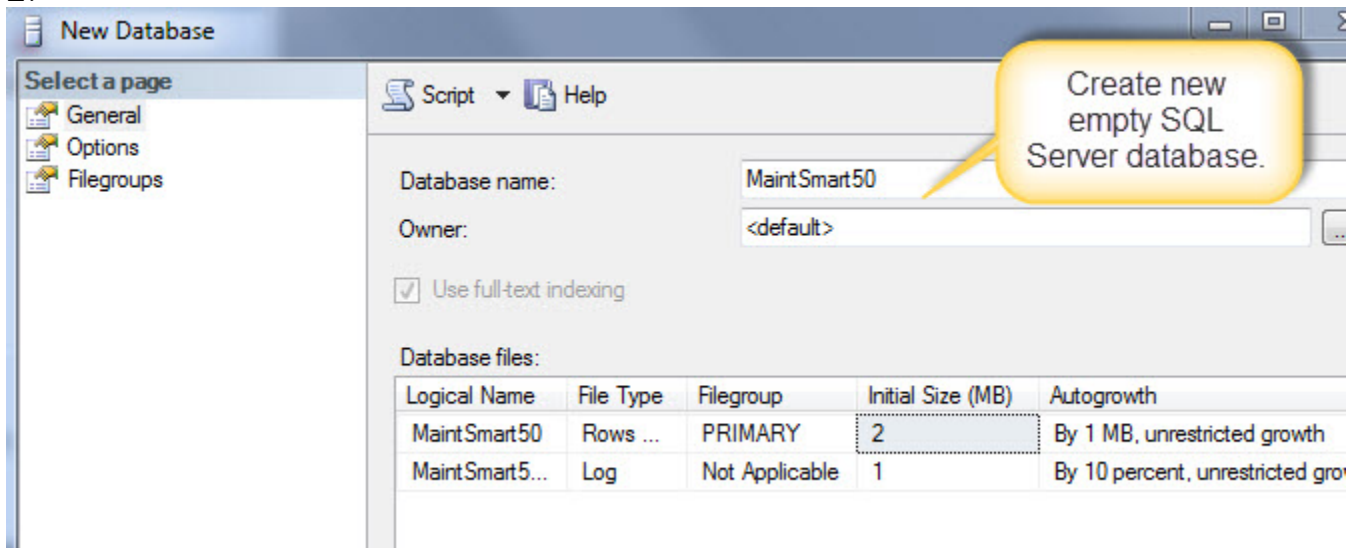 New Database
Select a page
General
Options
Filegroups
Script
Help
Create new
empty SQL
Server database.
Database name:
MaintSmart50
Owner:
<default>
...
Use full-text indexing
Database files:
Logical Name File Type Filegroup Initial Size (MB) Autogrowth
MaintSmart50 Rows ... PRIMARY 2 By 1 MB, unrestricted growth
MaintSmart5... Log Not Applicable 1 By 10 percent, unrestricted